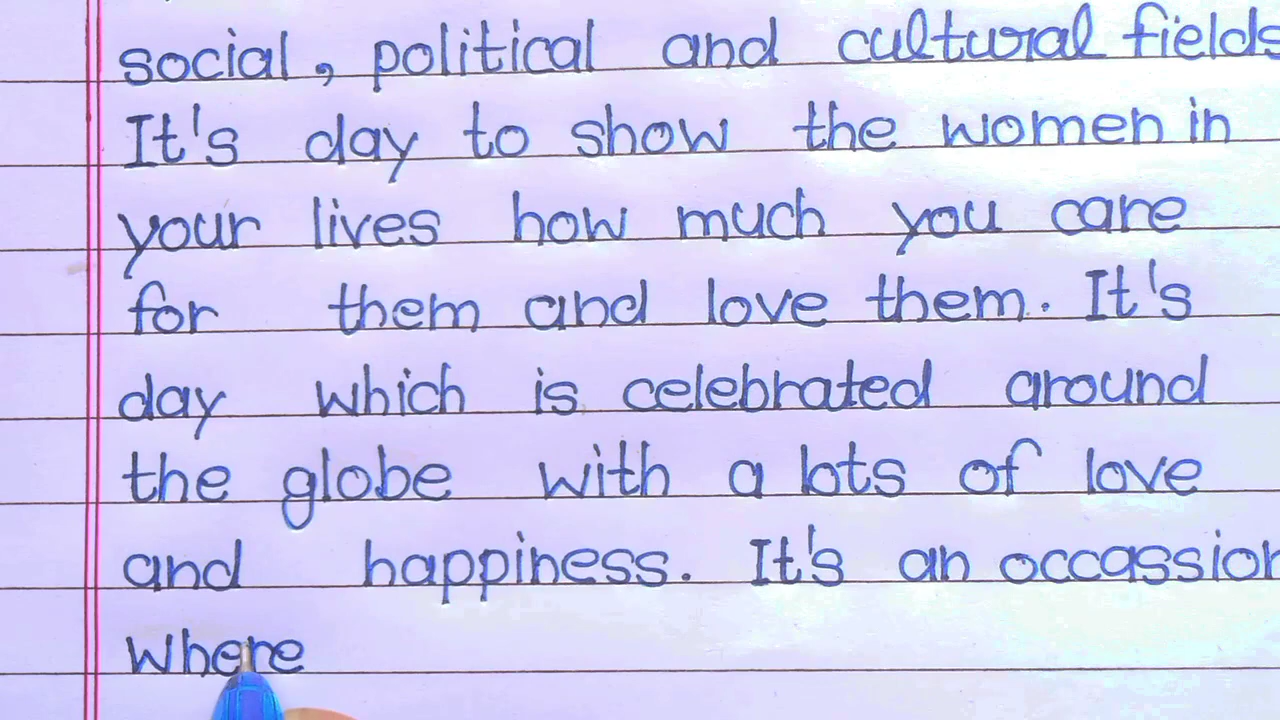 social, political and cultural fields
It's day to show the women in
your lives how much you care
for them and love them. It's
day which is celebrated around
the globe with a lots of love
and happiness. It's an occassion
where